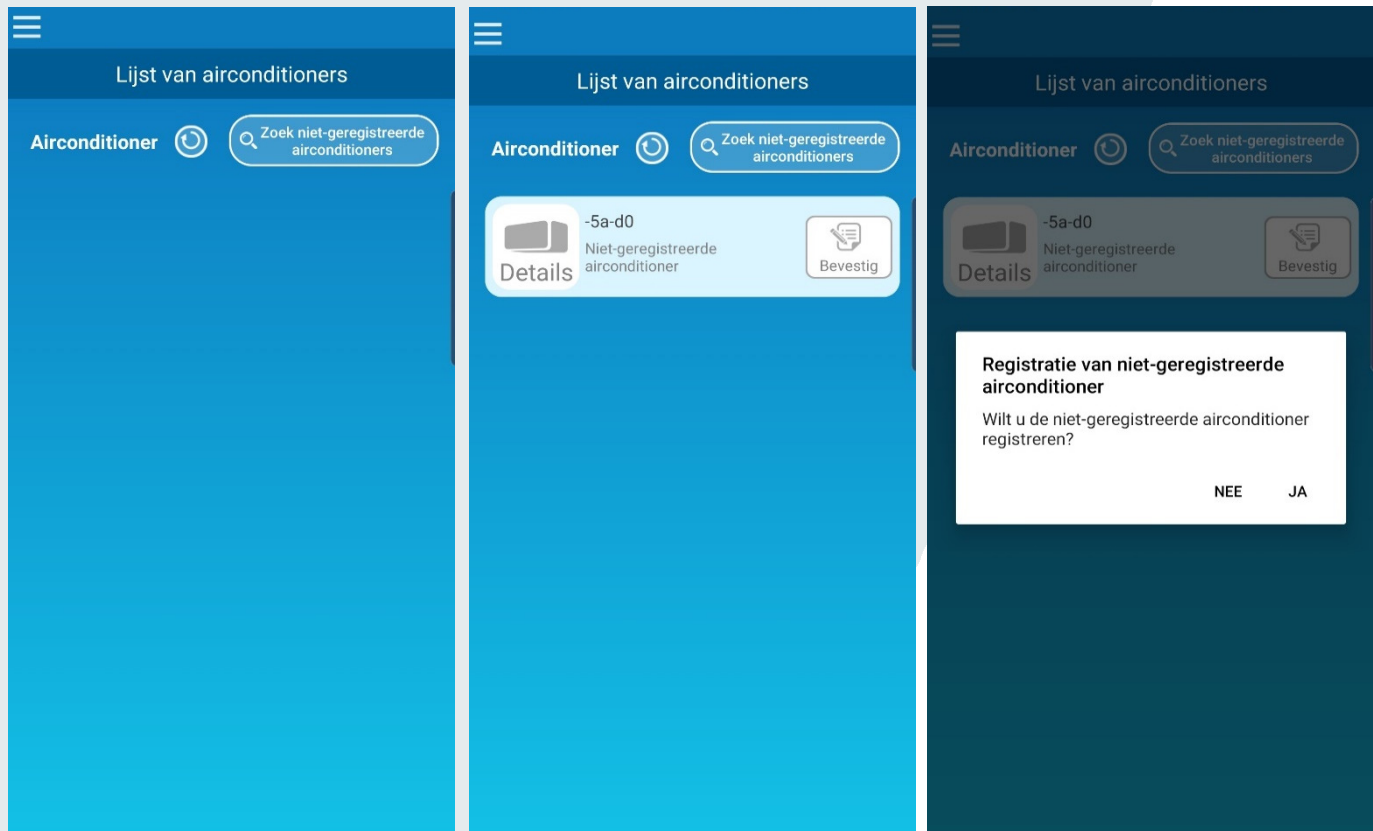 Lijst van airconditioners
Airconditioner
Zoek niet-geregistreerde
airconditioners
Lijst van airconditioners
Airconditioner
Zoek niet-geregistreerde
airconditioners
-5a-d0
Niet-geregistreerde
airconditioner
Details
Bevestig
Lijst van airconditioners
Airconditioner
Zoek niet-geregistreerde
airconditioners
-5a-d0
Niet-geregistreerde
airconditioner
Details
Bevestig
Registratie van niet-geregistreerde
airconditioner
Wilt u de niet-geregistreerde airconditioner
registreren?
NEE JA